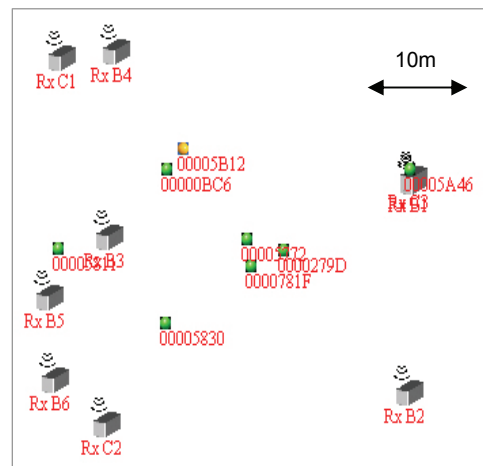 10m
Rx C1
Rx B4
00005B12
00000BC6
00005A46
Rx B3
0000279D
0000781F
Rx B5
00005830
Rx B6
Rx C2
Rx B2